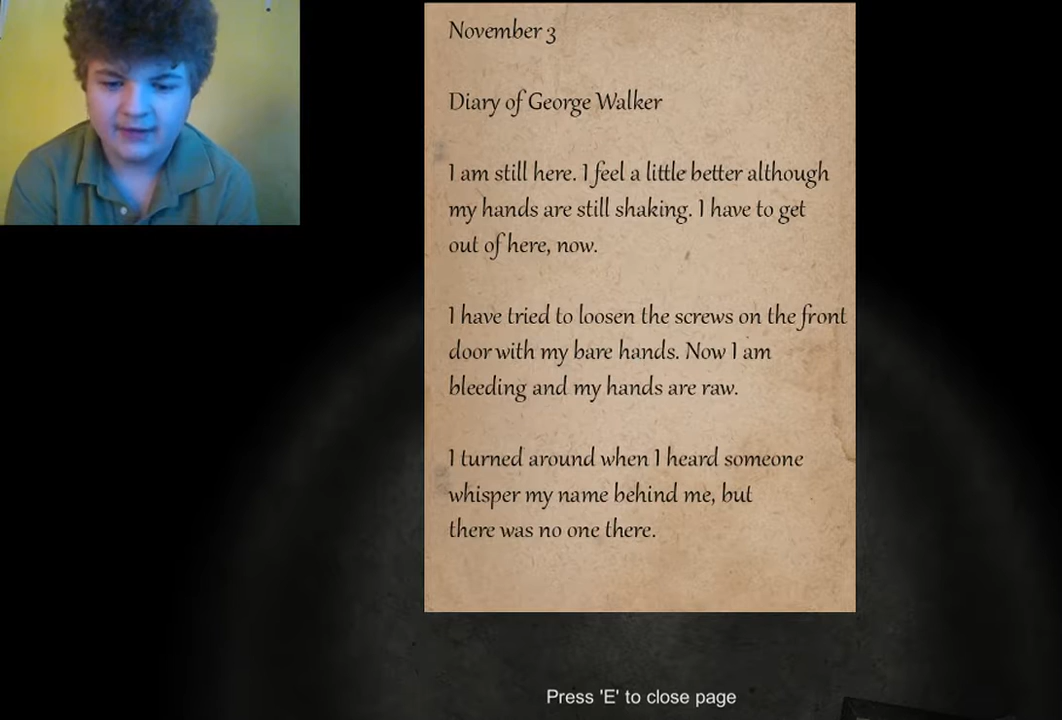 November 3
Diary of George Walker
I am still here. I feel a little better although
my hands are still shaking. I have to get
out of here, now.
I have tried to loosen the screws on the front
door with my bare hands. Now I am
bleeding and my hands are raw.
I turned around when I heard someone
whisper my name behind me, but
there was no one there.
Press 'E' to close page